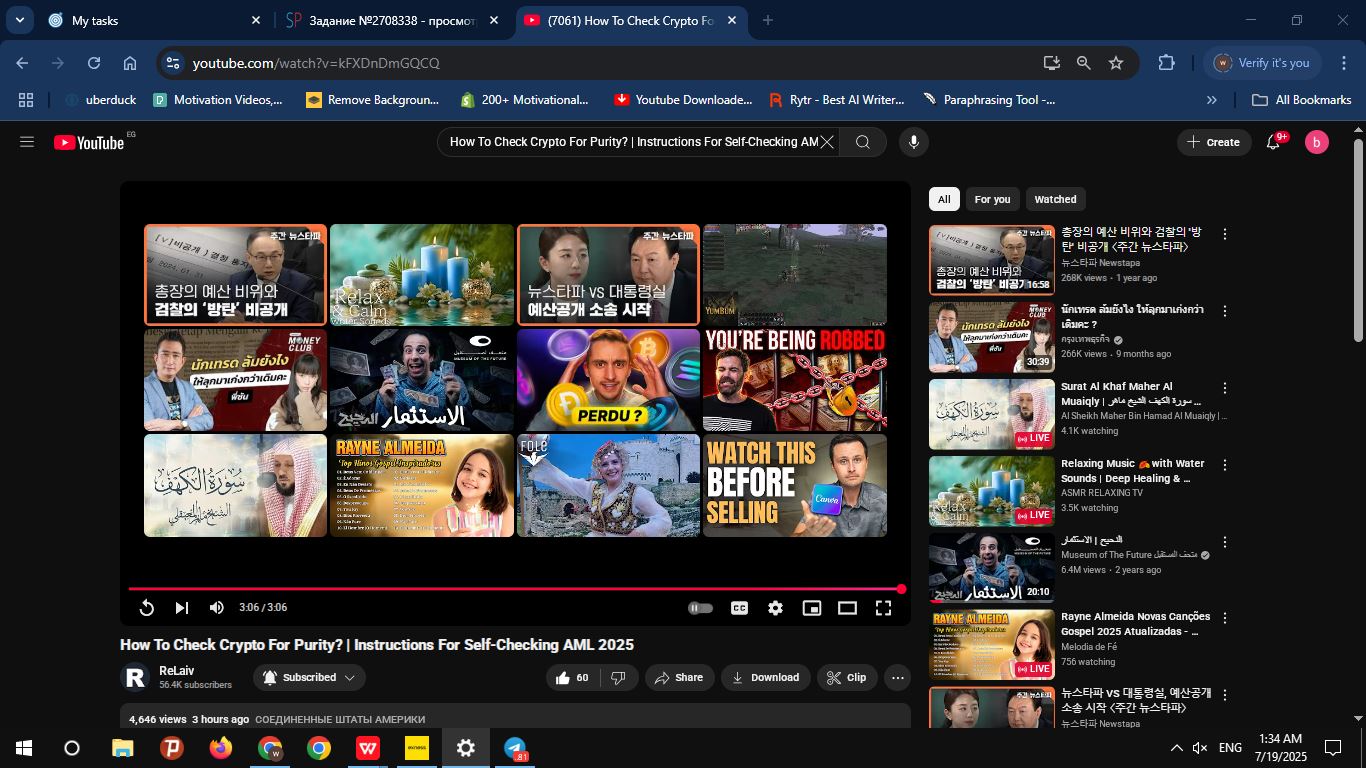 My tasks
Задание №2708338 - просмотр
(7061) How To Check Crypto Fo
youtube.com/watch?v=kFXDnDmGQCQ
Verify it's you
uberduck
Motivation Videos,...
Remove Backgroun...
200+ Motivational...
Youtube Downloade...
Rytr - Best AI Writer...
Paraphrasing Tool -...
All Bookmarks
YouTube EG
How To Check Crypto For Purity? | Instructions For Self-Checking AM
Create
9+
b
All
For you
Watched
주간 뉴스타파
총장의 예산 비위와
검찰의 '방탄' 비공개
Relax
& Calm
Water Sounds
주간 뉴스타파
뉴스타파 vs 대통령실
예산공개 소송 시작
YUMBUM
MONEY CLUB
นักเทรด ล้มยังไง
ให้ลุกมาเก่งกว่าเดิมคะ
พี่ซัน
MUSEUM OF THE FUTURE
الاستثمار
الدحيح
PERDU ?
YOU'RE BEING ROBBED
سورة الكهف
RAYNE ALMEIDA
Top Hinos Gospel Inspiradores
FOLE
WATCH THIS
BEFORE
SELLING
Canva
3:06 / 3:06
CC
How To Check Crypto For Purity? | Instructions For Self-Checking AML 2025
R
ReLaiv
56.4K subscribers
Subscribed
60
Share
Download
Clip
4,646 views 3 hours ago СОЕДИНЕННЫЕ ШТАТЫ АМЕРИКИ
16:58
총장의 예산 비위와 검찰의 '방
탄' 비공개 〈주간 뉴스타파〉
뉴스타파 Newstapa
268K views • 1 year ago
30:39
นักเทรด ล้มยังไง ให้ลุกมาเก่งกว่า
เดิมคะ ?
กรุงเทพธุรกิจ
266K views • 9 months ago
LIVE
Surat Al Khaf Maher Al
Muaiqly | سورة الكهف الشيخ ماهر ...
Al Sheikh Maher Bin Hamad Al Muaiqly | ...
4.1K watching
LIVE
Relaxing Music 🍂 with Water
Sounds | Deep Healing & ...
ASMR RELAXING TV
3.5K watching
20:10
الدحيح | الاستثمار
Museum of The Future متحف المستقبل
6.4M views • 2 years ago
LIVE
Rayne Almeida Novas Canções
Gospel 2025 Atualizadas - ...
Melodia de Fé
756 watching
뉴스타파 vs 대통령실, 예산공개
소송 시작 〈주간 뉴스타파〉
뉴스타파 Newstapa
exness
81
ENG
1:34 AM
7/19/2025